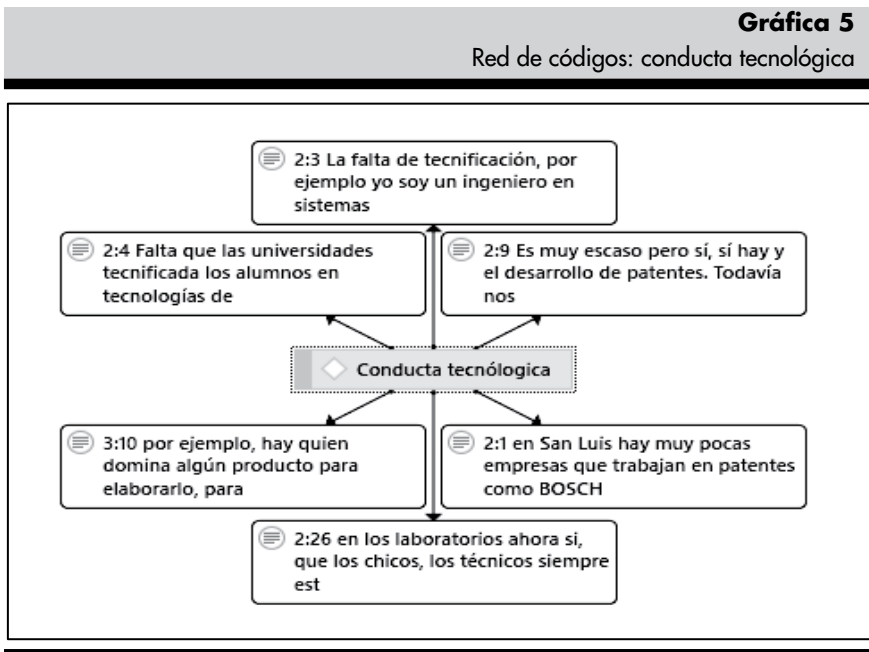 Gráfica 5
Red de códigos: conducta tecnológica
2:3 La falta de tecnificación, por
ejemplo yo soy un ingeniero en
sistemas
2:4 Falta que las universidades
tecnificada los alumnos en
tecnologías de
2:9 Es muy escaso pero sí, sí hay y
el desarrollo de patentes. Todavía
nos
Conducta tecnólogica
3:10 por ejemplo, hay quien
domina algún producto para
elaborarlo, para
2:1 en San Luis hay muy pocas
empresas que trabajan en patentes
como BOSCH
2:26 en los laboratorios ahora si,
que los chicos, los técnicos siempre
est